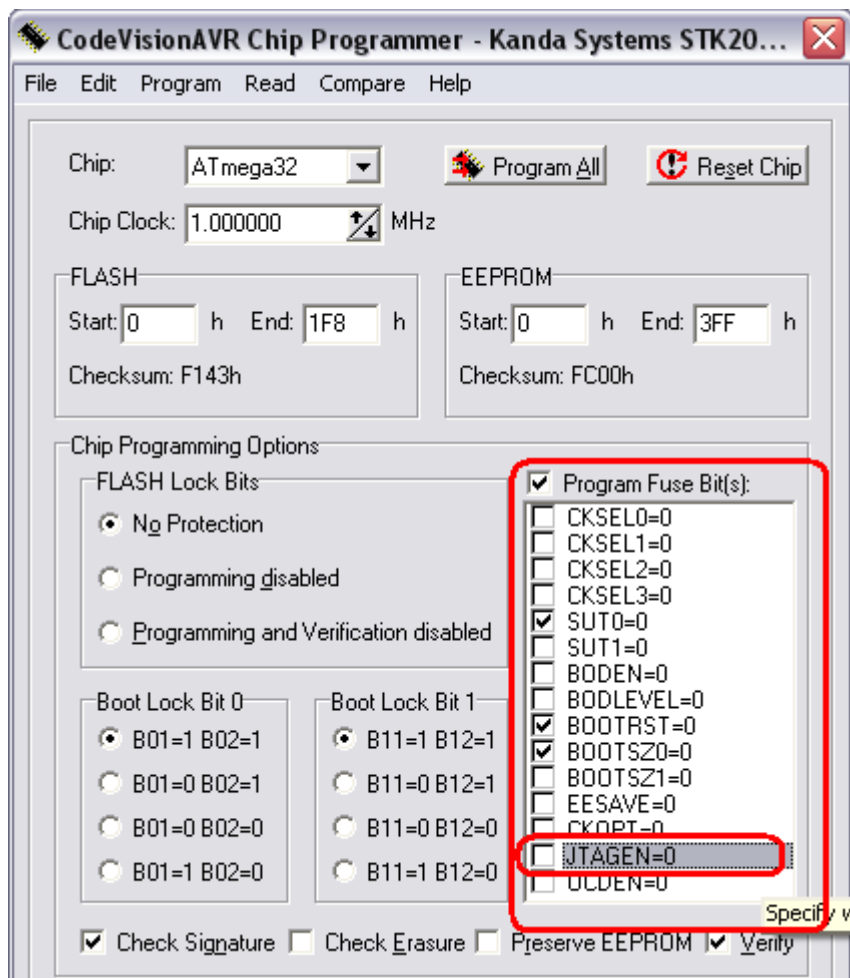 CodeVisionAVR Chip Programmer - Kanda Systems STK20...
File Edit Program Read Compare Help
Chip: ATmega32 Program All Reset Chip
Chip Clock: 1.000000 MHz
FLASH
Start: 0 h End: 1F8 h
Checksum: F143h
EEPROM
Start: 0 h End: 3FF h
Checksum: FC00h
Chip Programming Options
FLASH Lock Bits
No Protection
Programming disabled
Programming and Verification disabled
Boot Lock Bit 0
B01=1 B02=1
B01=0 B02=1
B01=0 B02=0
B01=1 B02=0
Boot Lock Bit 1
B11=1 B12=1
B11=0 B12=1
B11=0 B12=0
B11=1 B12=0
Program Fuse Bit(s):
CKSEL0=0
CKSEL1=0
CKSEL2=0
CKSEL3=0
SUT0=0
SUT1=0
BODEN=0
BODLEVEL=0
BOOTRST=0
BOOTSZ0=0
BOOTSZ1=0
EESAVE=0
CKOPT=0
JTAGEN=0
OCDEN=0
Specify w
Check Signature Check Erasure Preserve EEPROM Verify